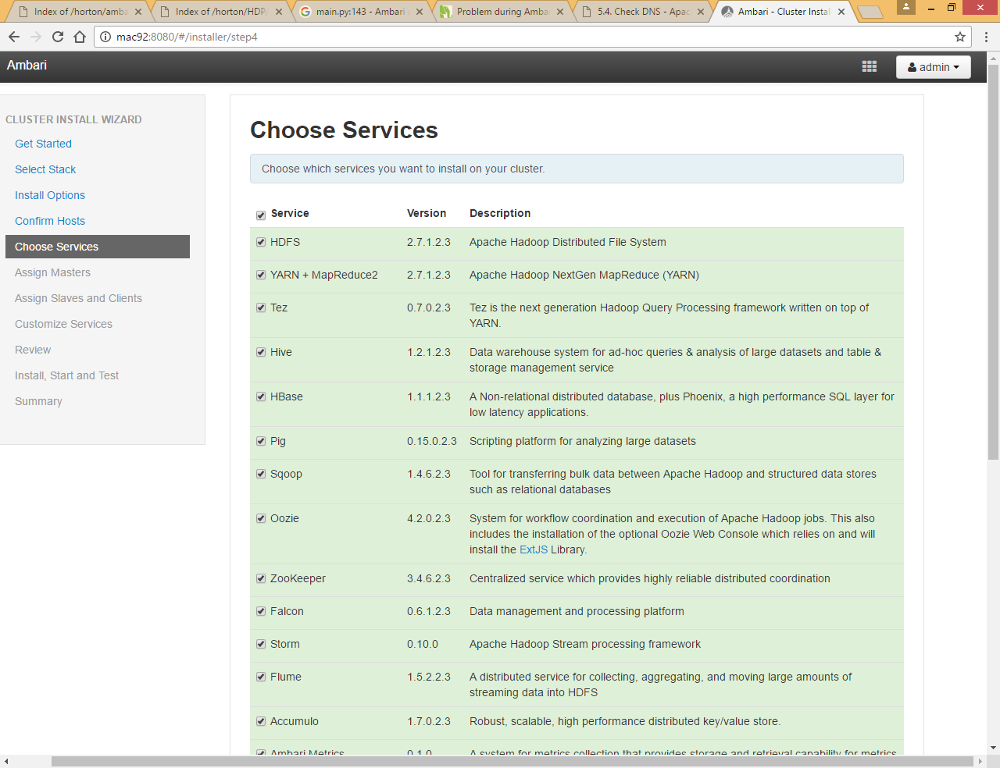 Index of /horton/amba
Index of /horton/HDP/
main.py:143 - Ambari
Problem during Amba
5.4. Check DNS - Apac
Ambari - Cluster Insta
mac92:8080/#/installer/step4
Ambari
admin
CLUSTER INSTALL WIZARD
Get Started
Select Stack
Install Options
Confirm Hosts
Choose Services
Assign Masters
Assign Slaves and Clients
Customize Services
Review
Install, Start and Test
Summary
Choose Services
Choose which services you want to install on your cluster.
Service Version Description
HDFS 2.7.1.2.3 Apache Hadoop Distributed File System
YARN + MapReduce2 2.7.1.2.3 Apache Hadoop NextGen MapReduce (YARN)
Tez 0.7.0.2.3 Tez is the next generation Hadoop Query Processing framework written on top of
YARN.
Hive 1.2.1.2.3 Data warehouse system for ad-hoc queries & analysis of large datasets and table &
storage management service
HBase 1.1.1.2.3 A Non-relational distributed database, plus Phoenix, a high performance SQL layer for
low latency applications.
Pig 0.15.0.2.3 Scripting platform for analyzing large datasets
Sqoop 1.4.6.2.3 Tool for transferring bulk data between Apache Hadoop and structured data stores
such as relational databases
Oozie 4.2.0.2.3 System for workflow coordination and execution of Apache Hadoop jobs. This also
includes the installation of the optional Oozie Web Console which relies on and will
install the ExtJS Library.
ZooKeeper 3.4.6.2.3 Centralized service which provides highly reliable distributed coordination
Falcon 0.6.1.2.3 Data management and processing platform
Storm 0.10.0 Apache Hadoop Stream processing framework
Flume 1.5.2.2.3 A distributed service for collecting, aggregating, and moving large amounts of
streaming data into HDFS
Accumulo 1.7.0.2.3 Robust, scalable, high performance distributed key/value store.
Ambari Metrics 0.1.0 A system for metrics collection that provides storage and retrieval capability for metrics